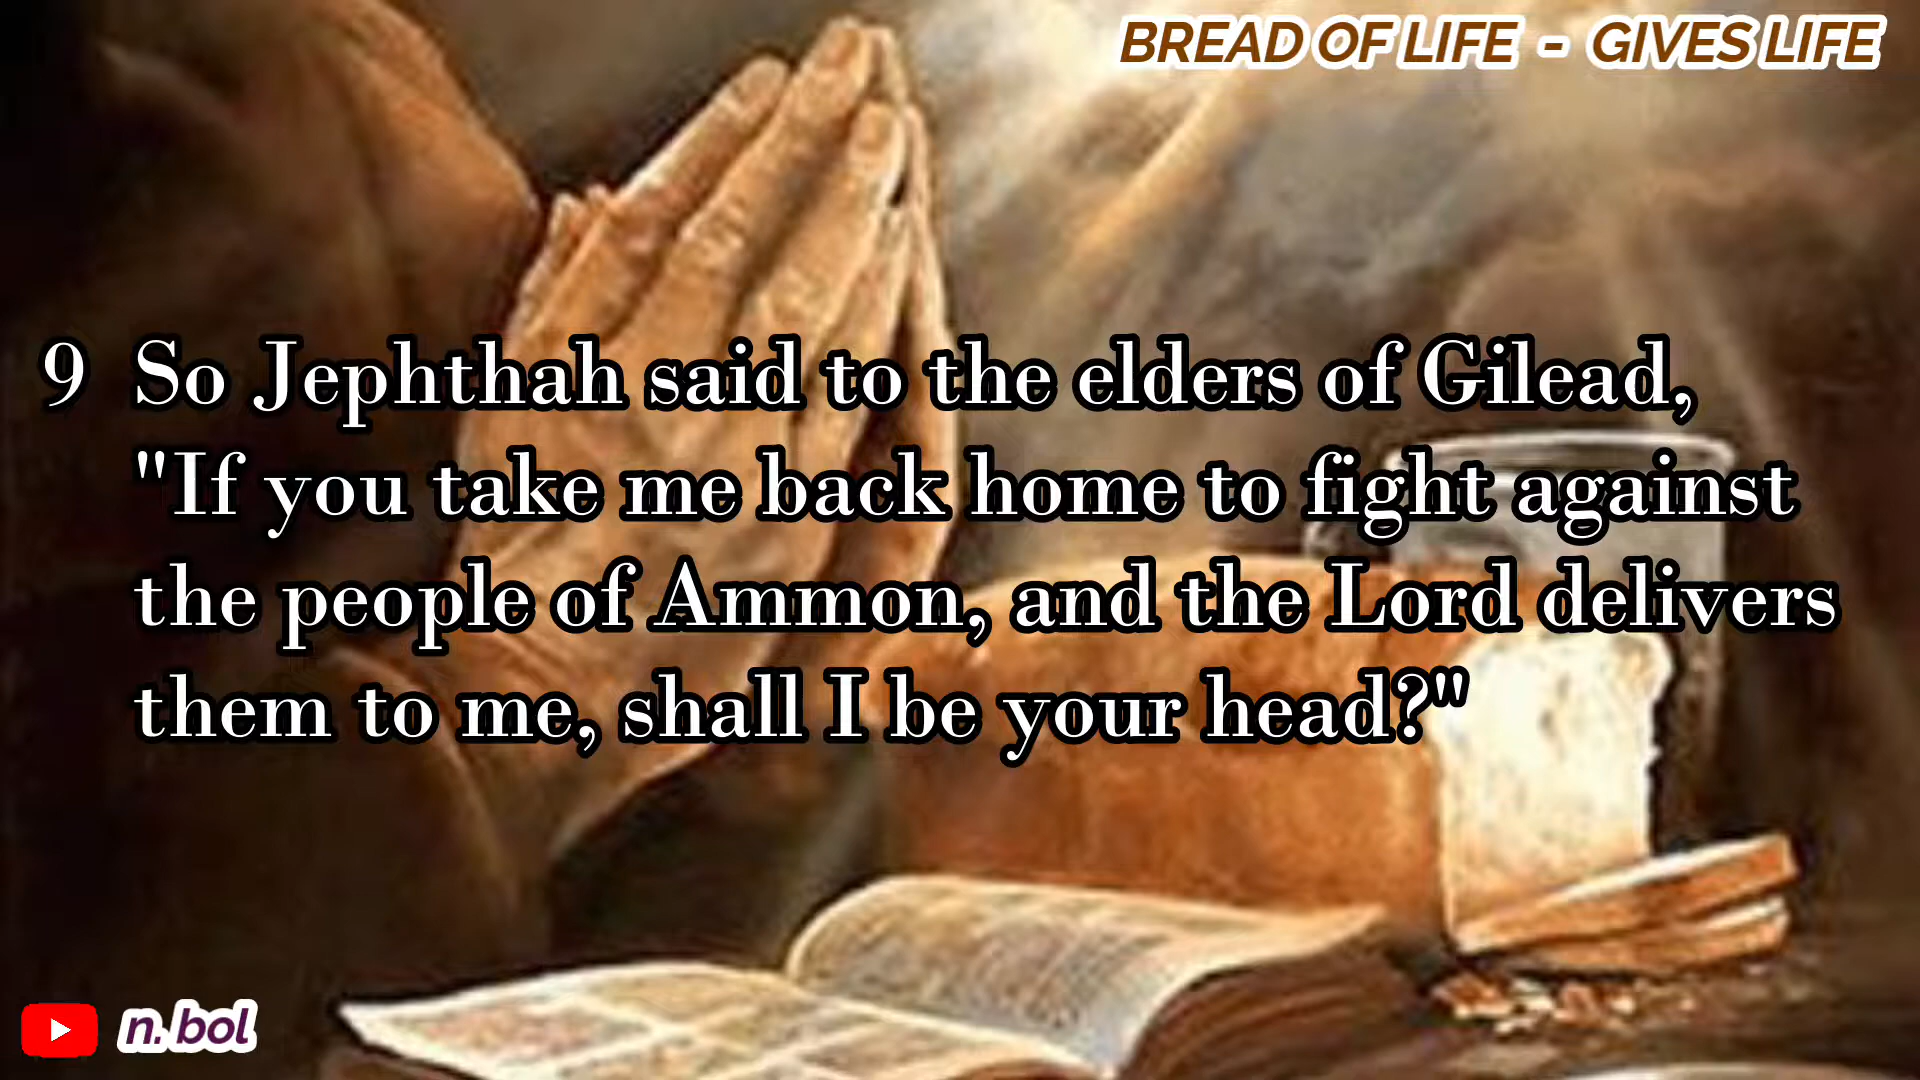 BREAD OF LIFE - GIVES LIFE
9 So Jephthah said to the elders of Gilead,
"If you take me back home to fight against
the people of Ammon, and the Lord delivers
them to me, shall I be your head?"
n. bol